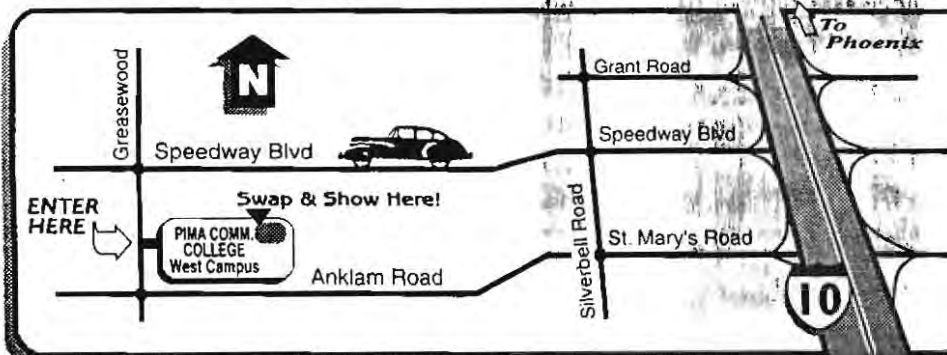 To
Phoenix
Grant Road
Greasewood
N
Speedway Blvd
Speedway Blvd
Swap & Show Here!
ENTER
HERE
PIMA COMM.
COLLEGE
West Campus
Silverbell Road
St. Mary's Road
Anklam Road
10